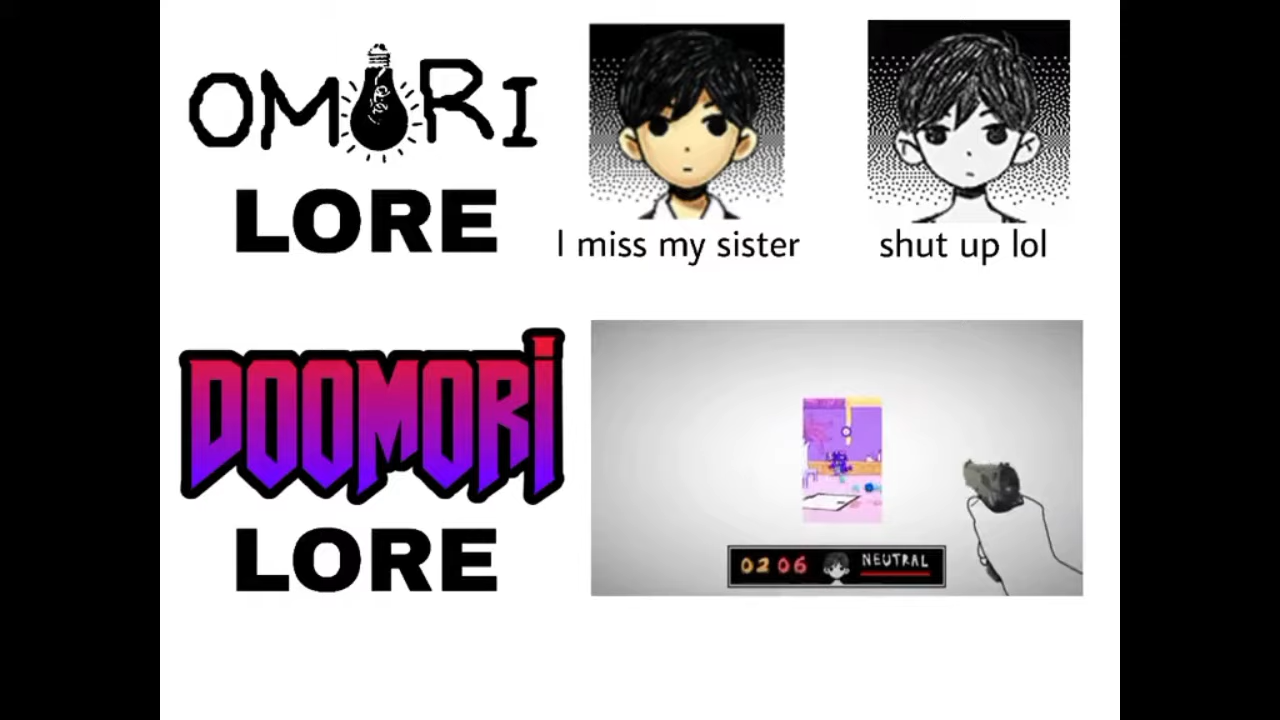 OMORI
LORE
I miss my sister
shut up lol
DOOMORI
LORE
02 06 NEUTRAL